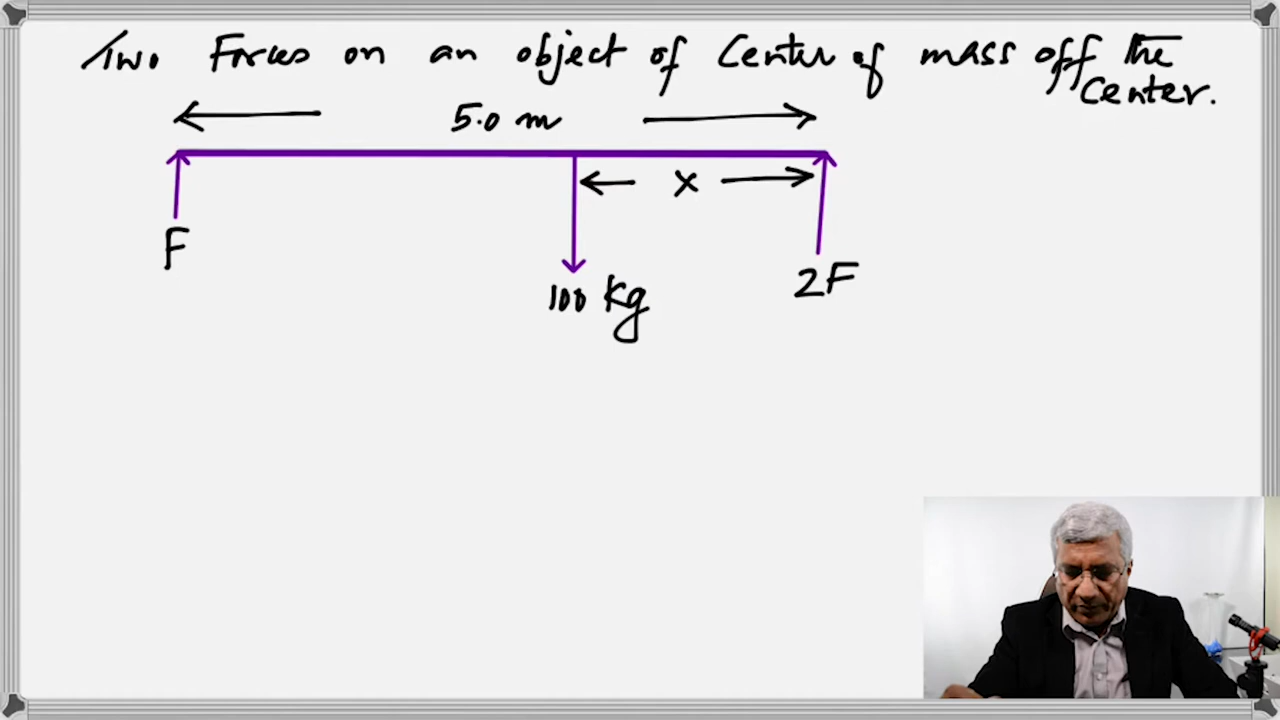 Two Forces on an object of Center of mass off the
Center.
5.0 m
x
F
100 kg
2F